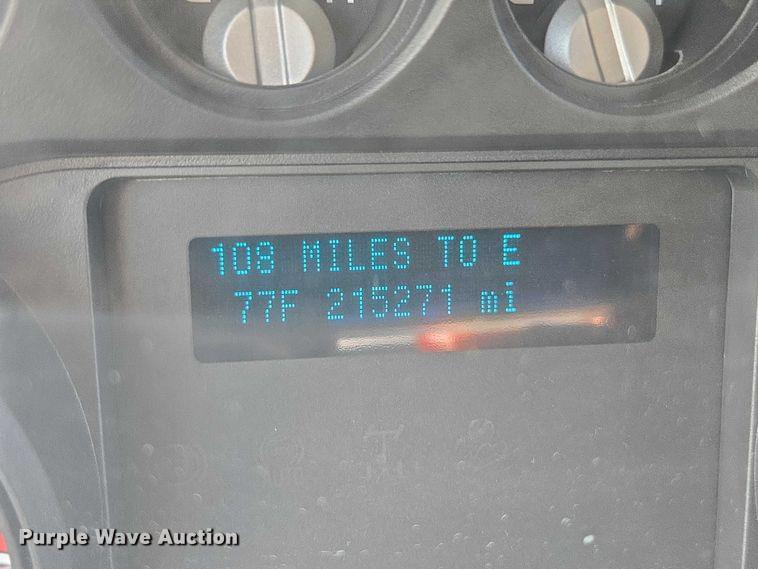 108 MILES TO E
77F 215271 mi
Purple Wave Auction